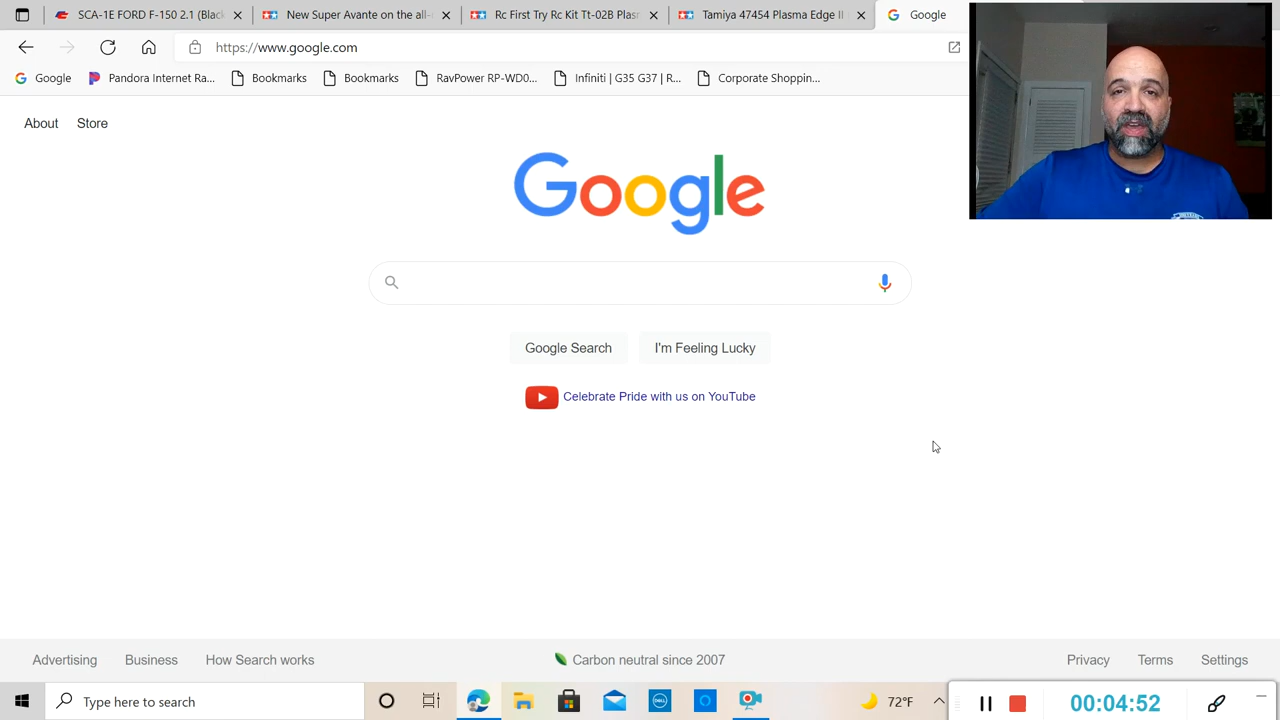 SCA-1E FORD F-150 2.1 (Black
New Super Avante on the all-
Rc First Try Rc Kit Tt-02B Plasm
Tamiya 47454 Plasma Edge II
Google
https://www.google.com
Google
Pandora Internet Ra...
Bookmarks
Bookmarks
RavPower RP-WD0...
Infiniti | G35 G37 | R...
Corporate Shoppin...
About
Store
Google
Google Search
I'm Feeling Lucky
Celebrate Pride with us on YouTube
Advertising
Business
How Search works
Carbon neutral since 2007
Privacy
Terms
Settings
Type here to search
DELL
72°F
00:04:52